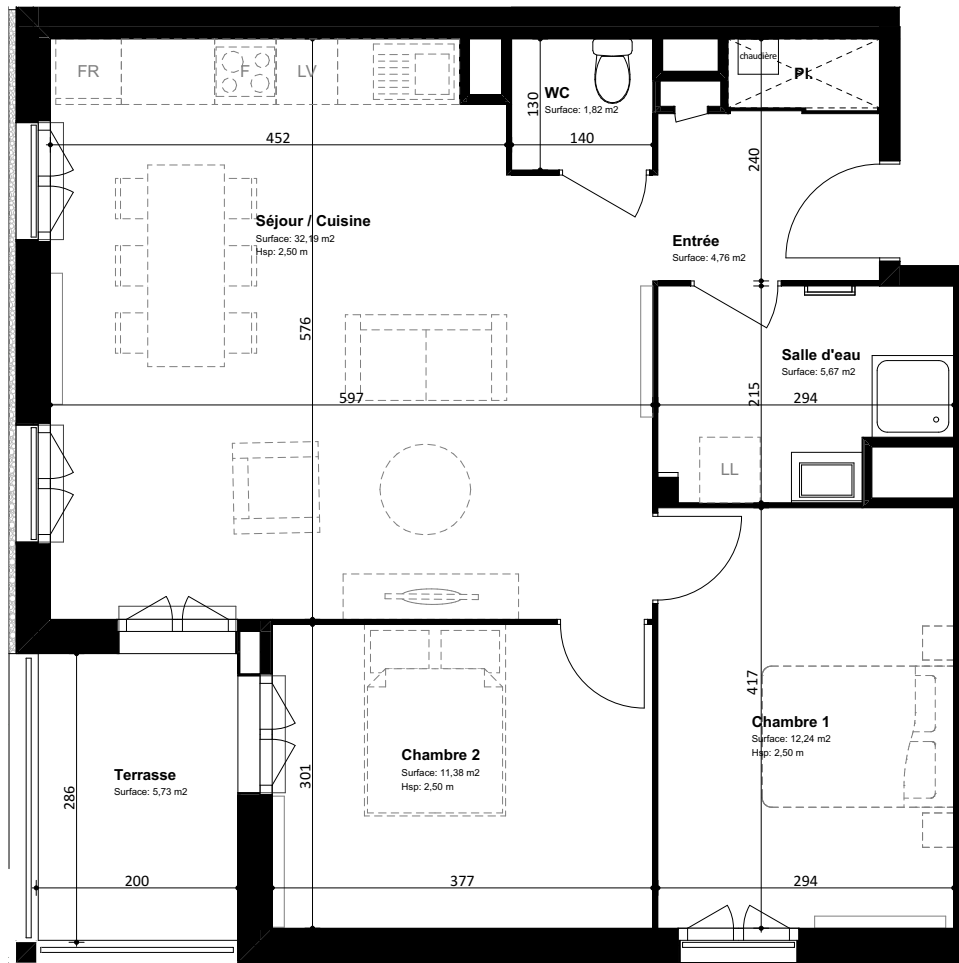 FR
F
LV
chaudière
Pl.
WC
Surface: 1,82 m2
130
452
140
240
Séjour / Cuisine
Surface: 32,19 m2
Hsp: 2,50 m
Entrée
Surface: 4,76 m2
576
Salle d'eau
Surface: 5,67 m2
597
215
294
LL
417
Chambre 1
Surface: 12,24 m2
Hsp: 2,50 m
Chambre 2
Surface: 11,38 m2
Hsp: 2,50 m
301
Terrasse
Surface: 5,73 m2
286
200
377
294